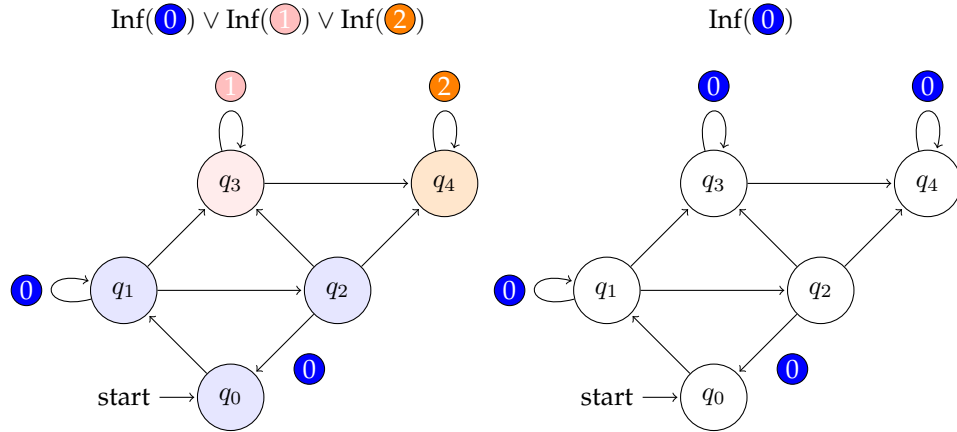 Inf(0) ∨ Inf(1) ∨ Inf(2)
Inf(0)
1
2
0
0
q₃
q₄
q₃
q₄
0
q₁
q₂
0
q₁
q₂
0
0
start
q₀
start
q₀